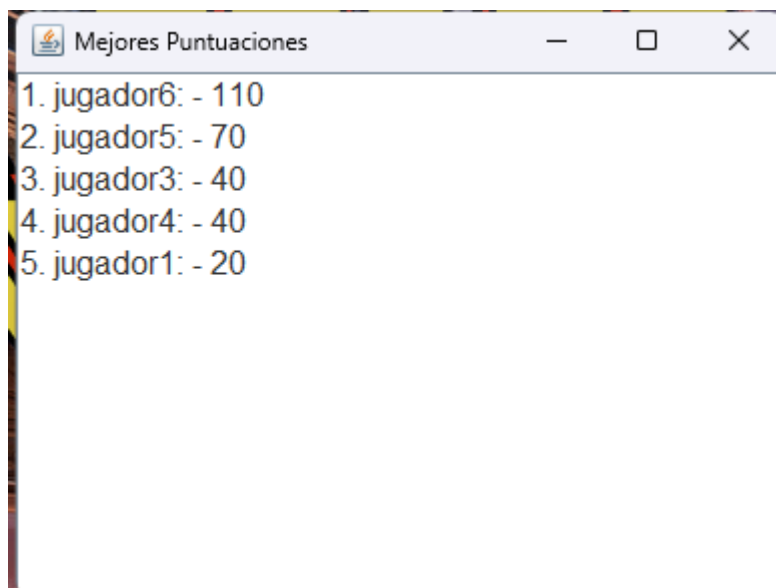 Mejores Puntuaciones
1. jugador6: - 110
2. jugador5: - 70
3. jugador3: - 40
4. jugador4: - 40
5. jugador1: - 20